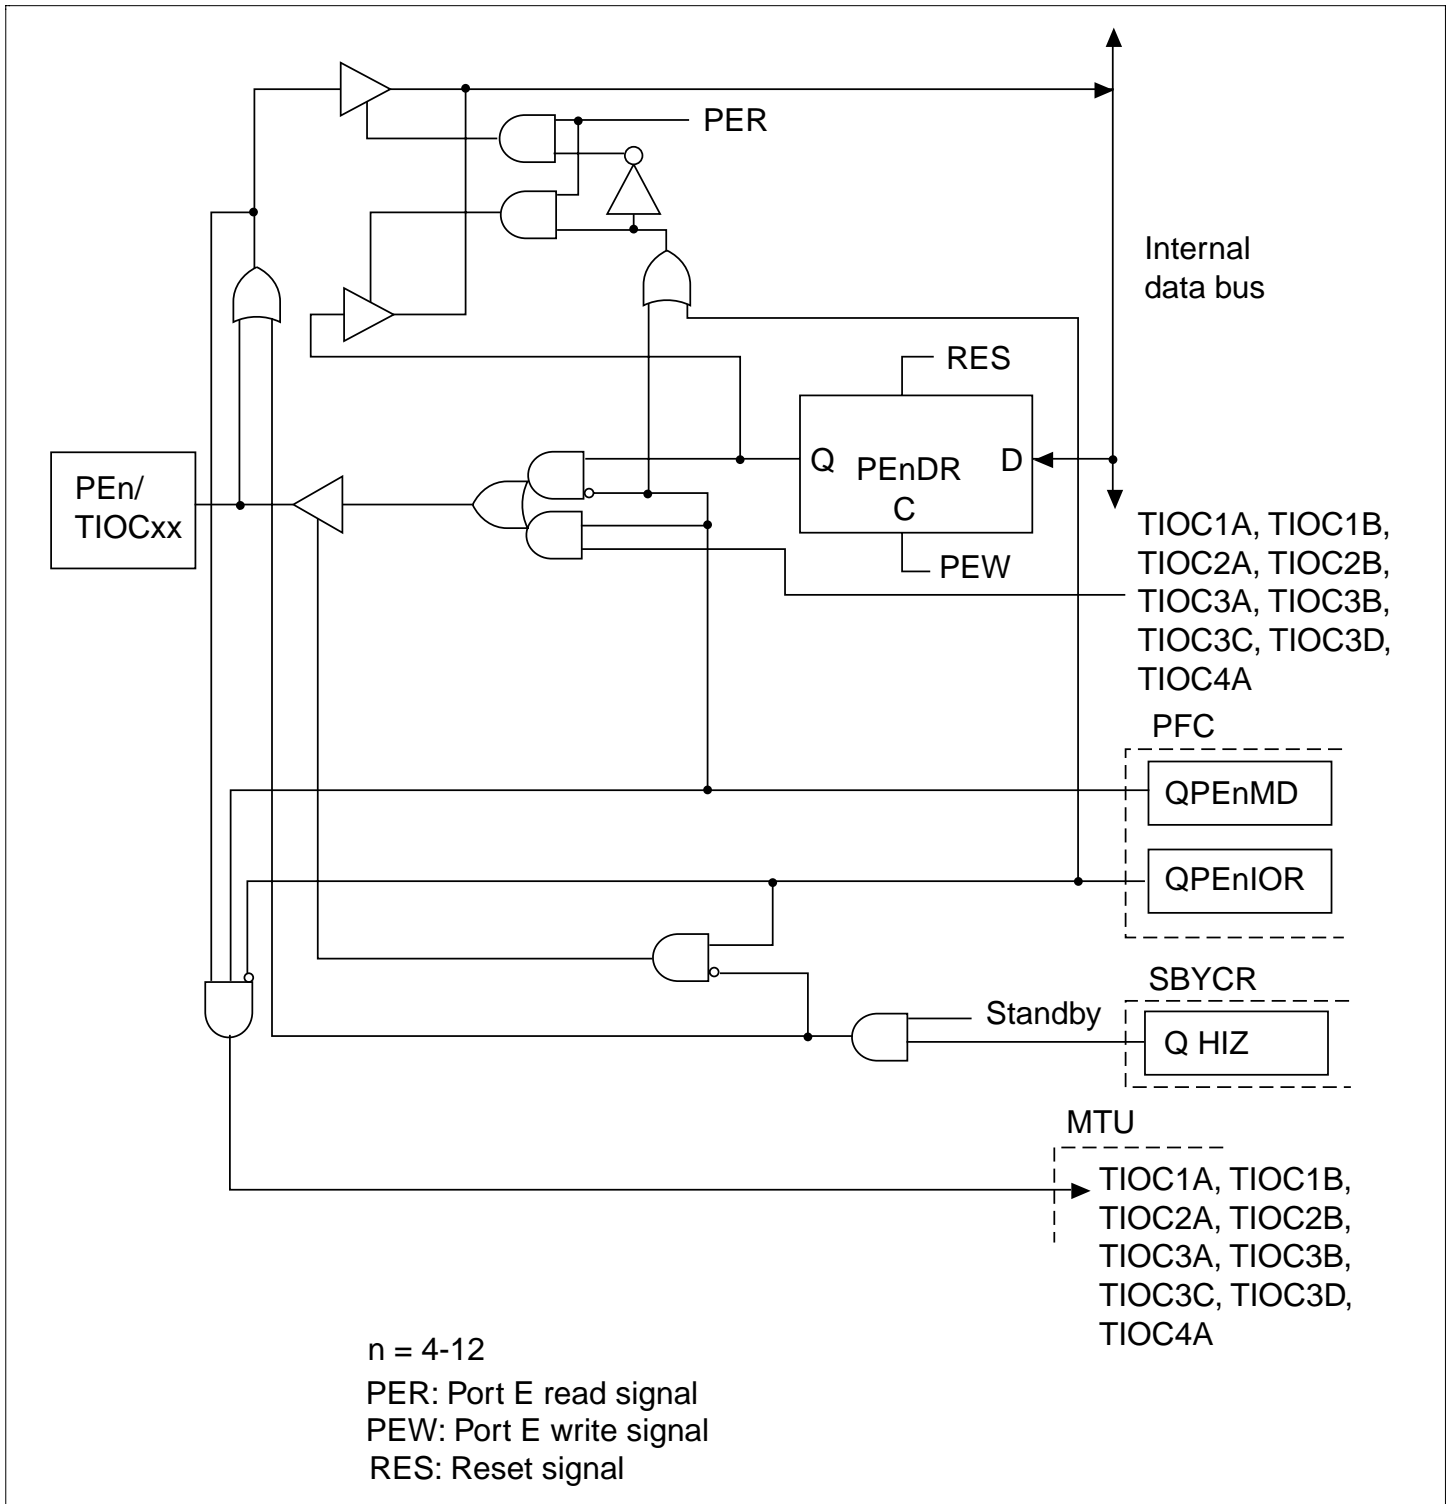 PER
Internal
data bus
RES
Q PEnDR D
C
PEW
PEn/
TIOCxx
TIOC1A, TIOC1B,
TIOC2A, TIOC2B,
TIOC3A, TIOC3B,
TIOC3C, TIOC3D,
TIOC4A
PFC
QPEnMD
QPEnIOR
SBYCR
Standby
Q HIZ
MTU
TIOC1A, TIOC1B,
TIOC2A, TIOC2B,
TIOC3A, TIOC3B,
TIOC3C, TIOC3D,
TIOC4A
n = 4-12
PER: Port E read signal
PEW: Port E write signal
RES: Reset signal